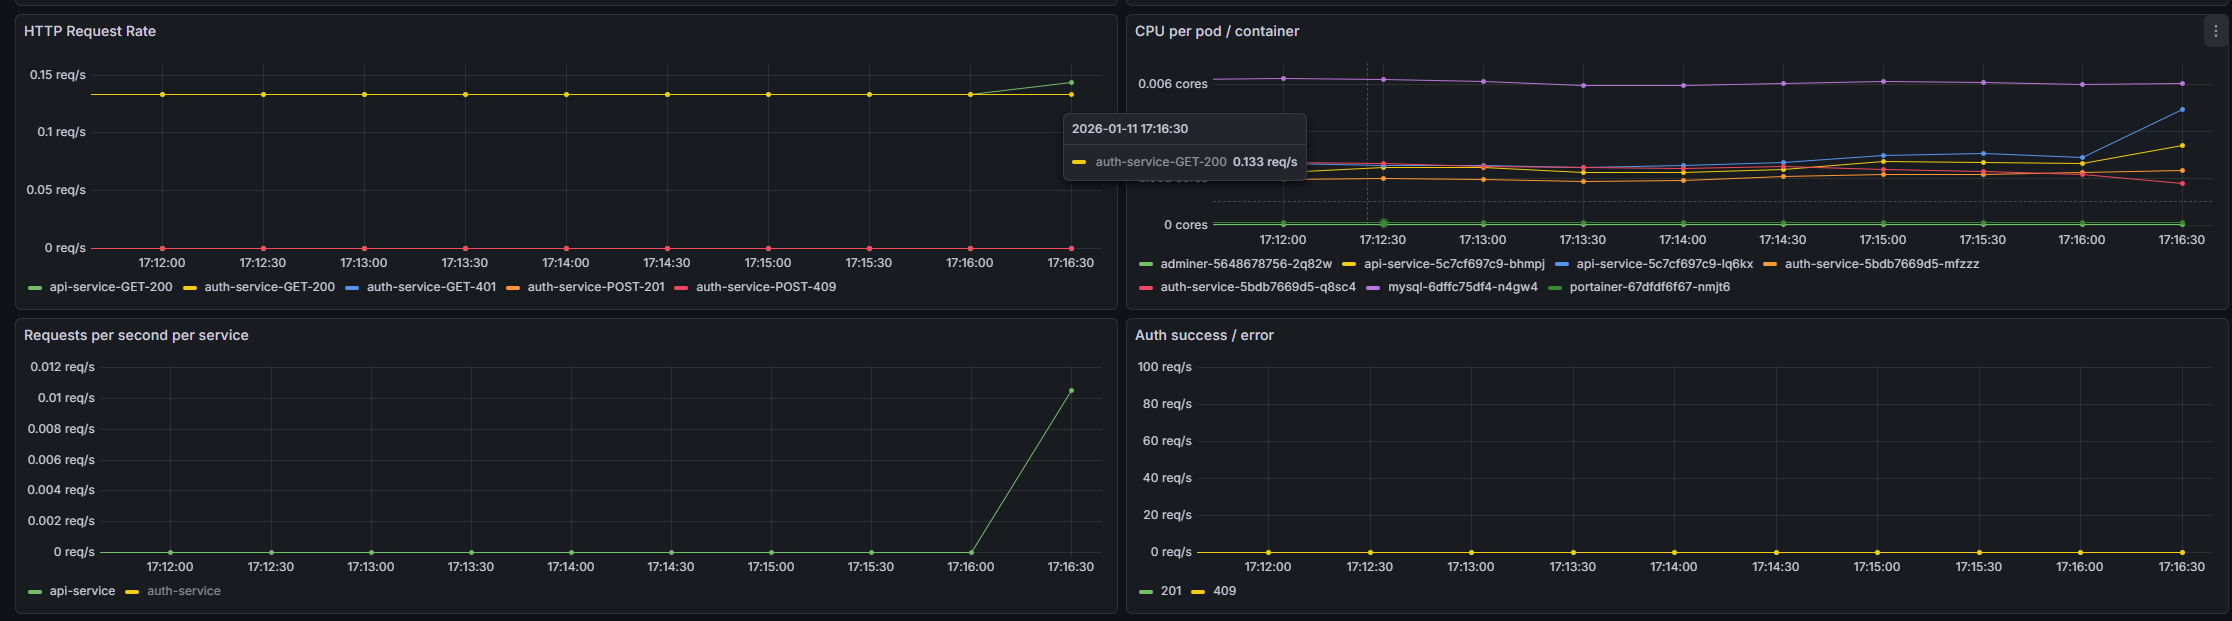 HTTP Request Rate
0.15 req/s
0.1 req/s
0.05 req/s
0 req/s
17:12:00 17:12:30 17:13:00 17:13:30 17:14:00 17:14:30 17:15:00 17:15:30 17:16:00 17:16:30
api-service-GET-200 auth-service-GET-200 auth-service-GET-401 auth-service-POST-201 auth-service-POST-409
2026-01-11 17:16:30
auth-service-GET-200 0.133 req/s
CPU per pod / container
0.006 cores
0 cores
17:12:00 17:12:30 17:13:00 17:13:30 17:14:00 17:14:30 17:15:00 17:15:30 17:16:00 17:16:30
adminer-5648678756-2q82w api-service-5c7cf697c9-bhmpj api-service-5c7cf697c9-lq6kx auth-service-5bdb7669d5-mfzzz
auth-service-5bdb7669d5-q8sc4 mysql-6dffc75df4-n4gw4 portainer-67dfdf6f67-nmjt6
Requests per second per service
0.012 req/s
0.01 req/s
0.008 req/s
0.006 req/s
0.004 req/s
0.002 req/s
0 req/s
17:12:00 17:12:30 17:13:00 17:13:30 17:14:00 17:14:30 17:15:00 17:15:30 17:16:00 17:16:30
api-service auth-service
Auth success / error
100 req/s
80 req/s
60 req/s
40 req/s
20 req/s
0 req/s
17:12:00 17:12:30 17:13:00 17:13:30 17:14:00 17:14:30 17:15:00 17:15:30 17:16:00 17:16:30
201 409